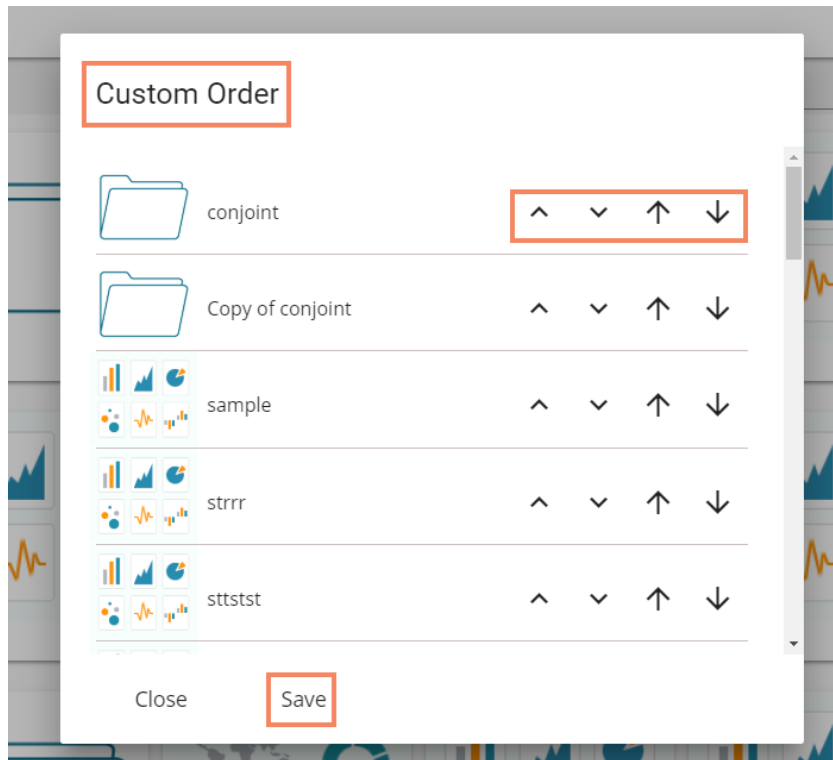 Custom Order
conjoint
Copy of conjoint
sample
strrr
sttstst
Close Save